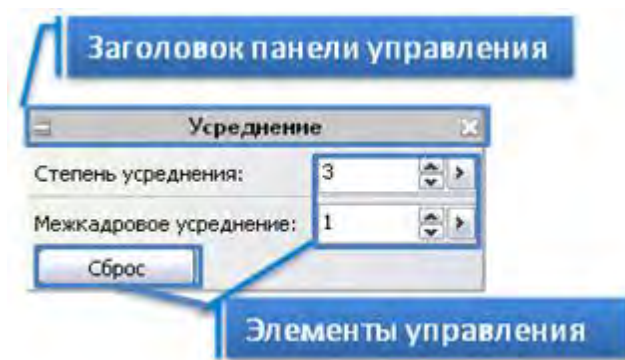 Заголовок панели управления
Усреднение
Степень усреднения: 3
Межкадровое усреднение: 1
Сброс
Элементы управления